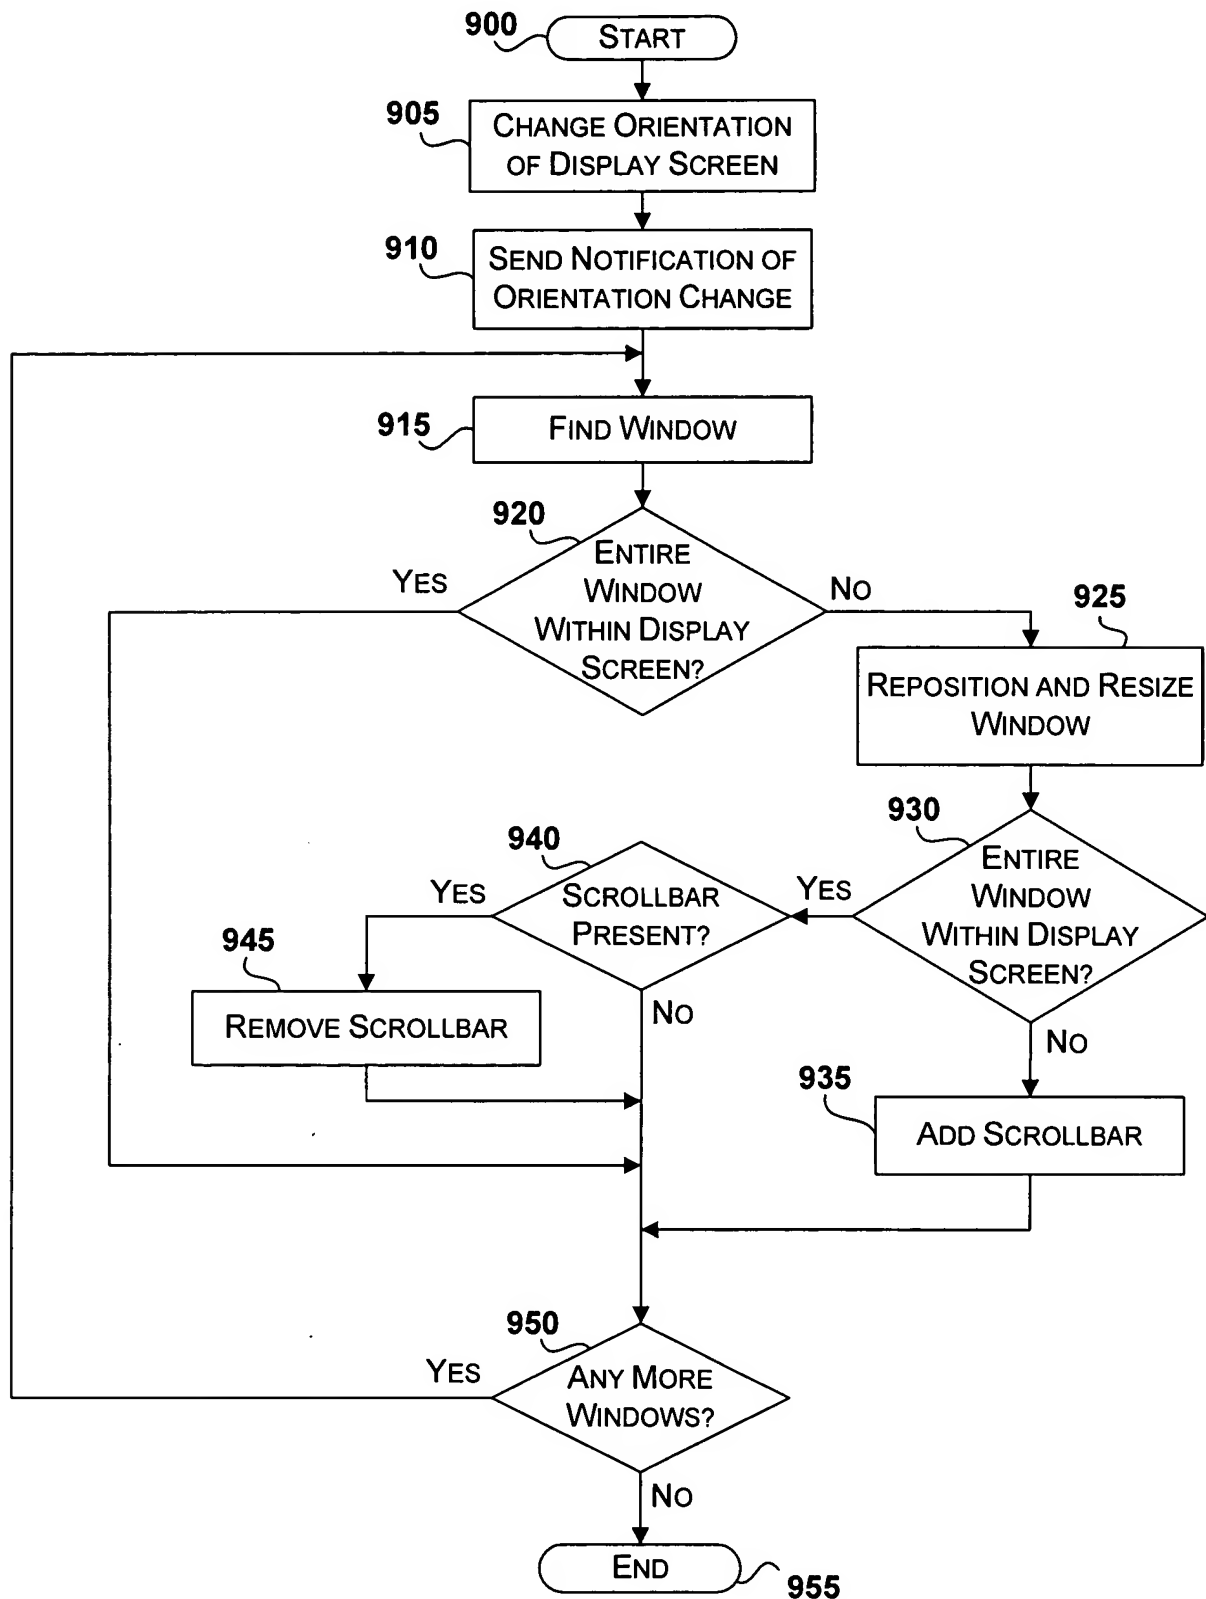 900
START
905
CHANGE ORIENTATION
OF DISPLAY SCREEN
910
SEND NOTIFICATION OF
ORIENTATION CHANGE
915
FIND WINDOW
920
ENTIRE
WINDOW
WITHIN DISPLAY
SCREEN?
YES
NO
925
REPOSITION AND RESIZE
WINDOW
930
ENTIRE
WINDOW
WITHIN DISPLAY
SCREEN?
YES
NO
940
SCROLLBAR
PRESENT?
YES
NO
945
REMOVE SCROLLBAR
935
ADD SCROLLBAR
950
ANY MORE
WINDOWS?
YES
NO
END
955